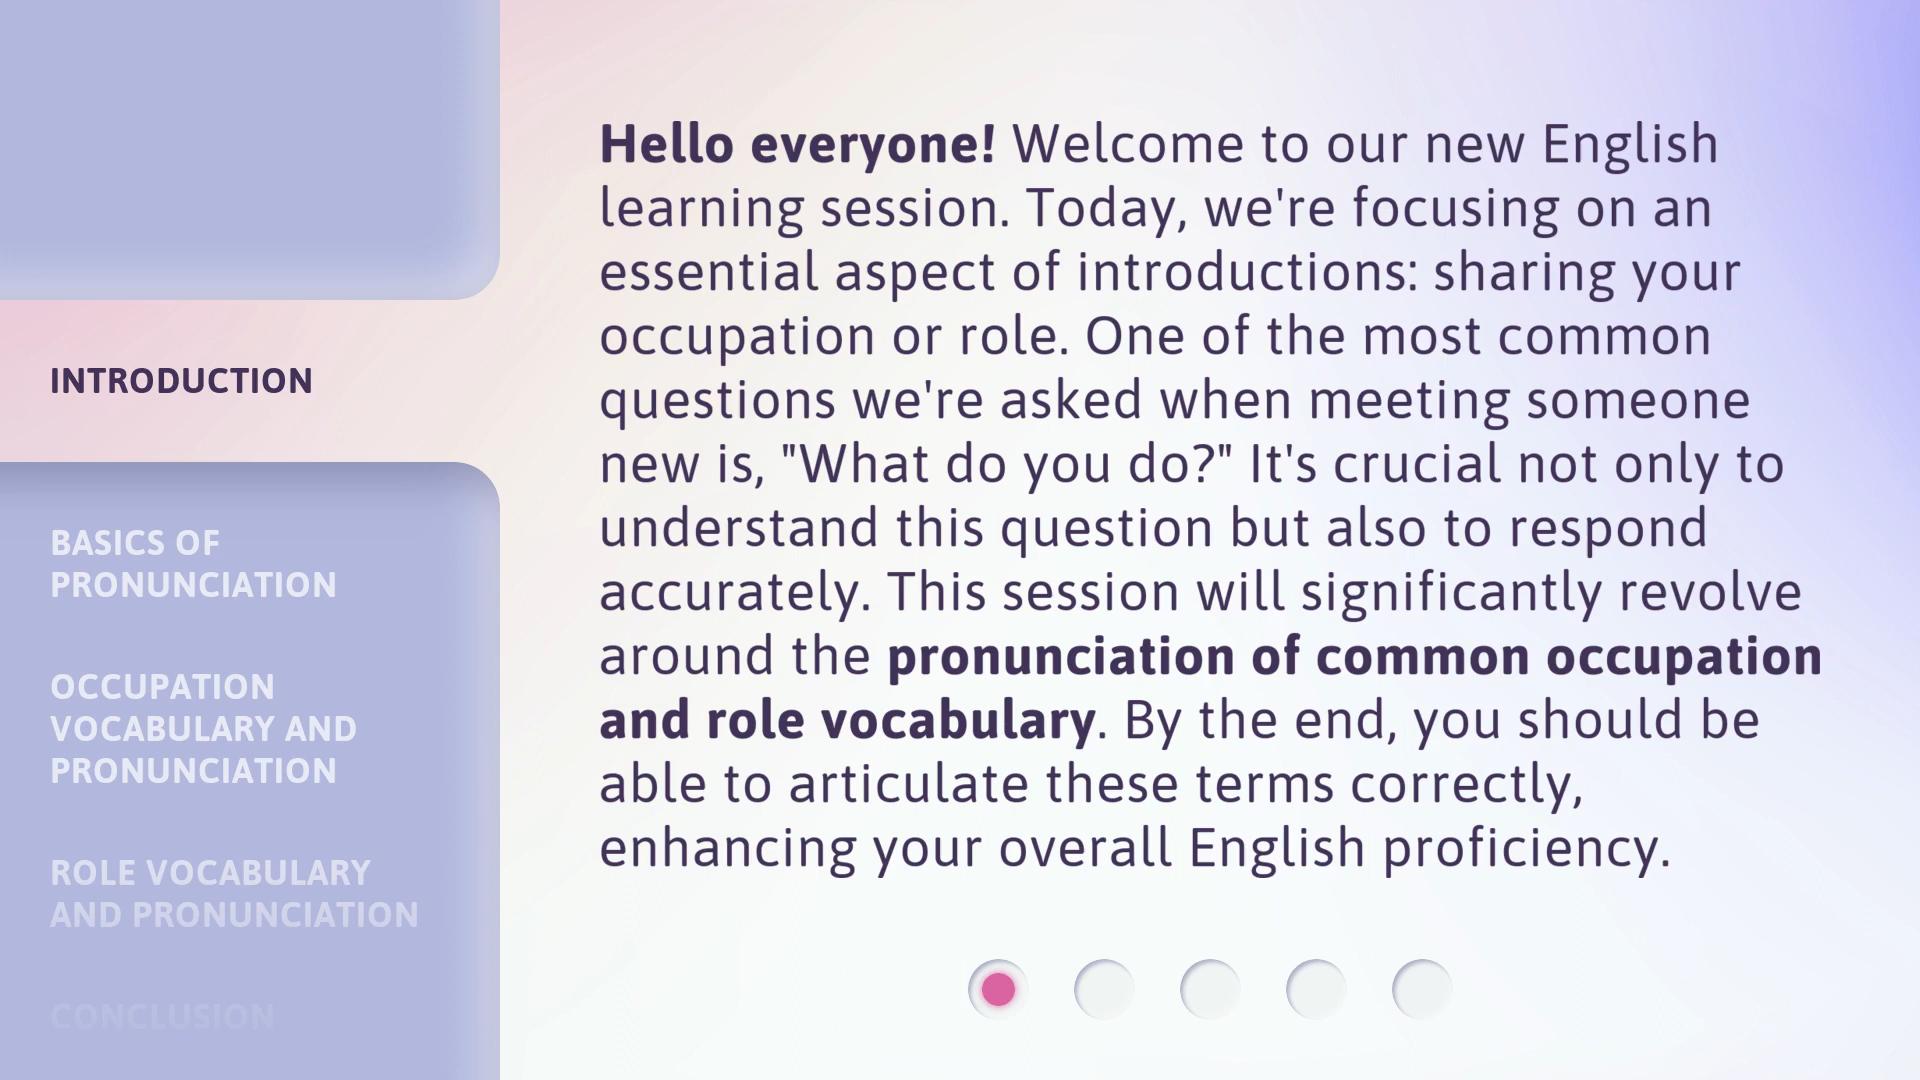 INTRODUCTION
BASICS OF
PRONUNCIATION
OCCUPATION
VOCABULARY AND
PRONUNCIATION
ROLE VOCABULARY
AND PRONUNCIATION
CONCLUSION
Hello everyone! Welcome to our new English
learning session. Today, we're focusing on an
essential aspect of introductions: sharing your
occupation or role. One of the most common
questions we're asked when meeting someone
new is, "What do you do?" It's crucial not only to
understand this question but also to respond
accurately. This session will significantly revolve
around the pronunciation of common occupation
and role vocabulary. By the end, you should be
able to articulate these terms correctly,
enhancing your overall English proficiency.